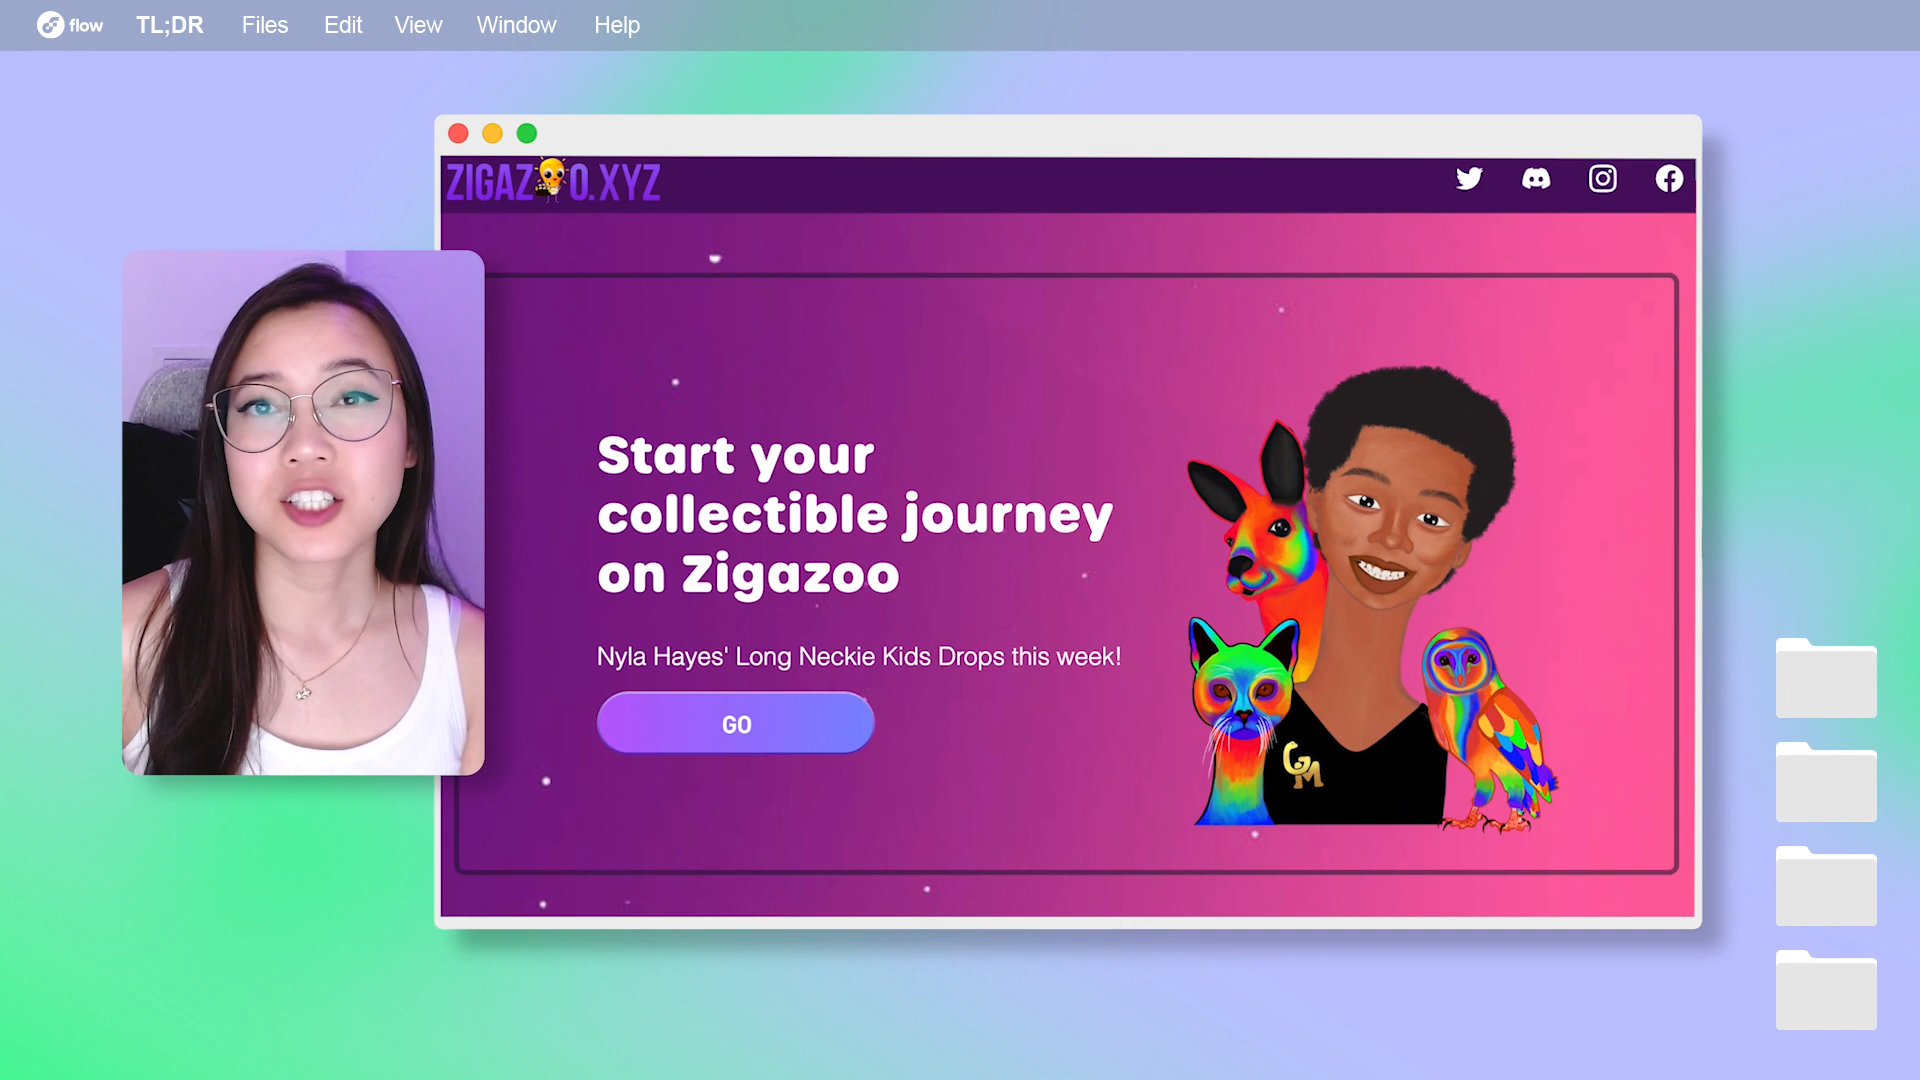 flow TL;DR Files Edit View Window Help
ZIGAZOO.XYZ
Start your
collectible journey
on Zigazoo
Nyla Hayes' Long Neckie Kids Drops this week!
GO
GM